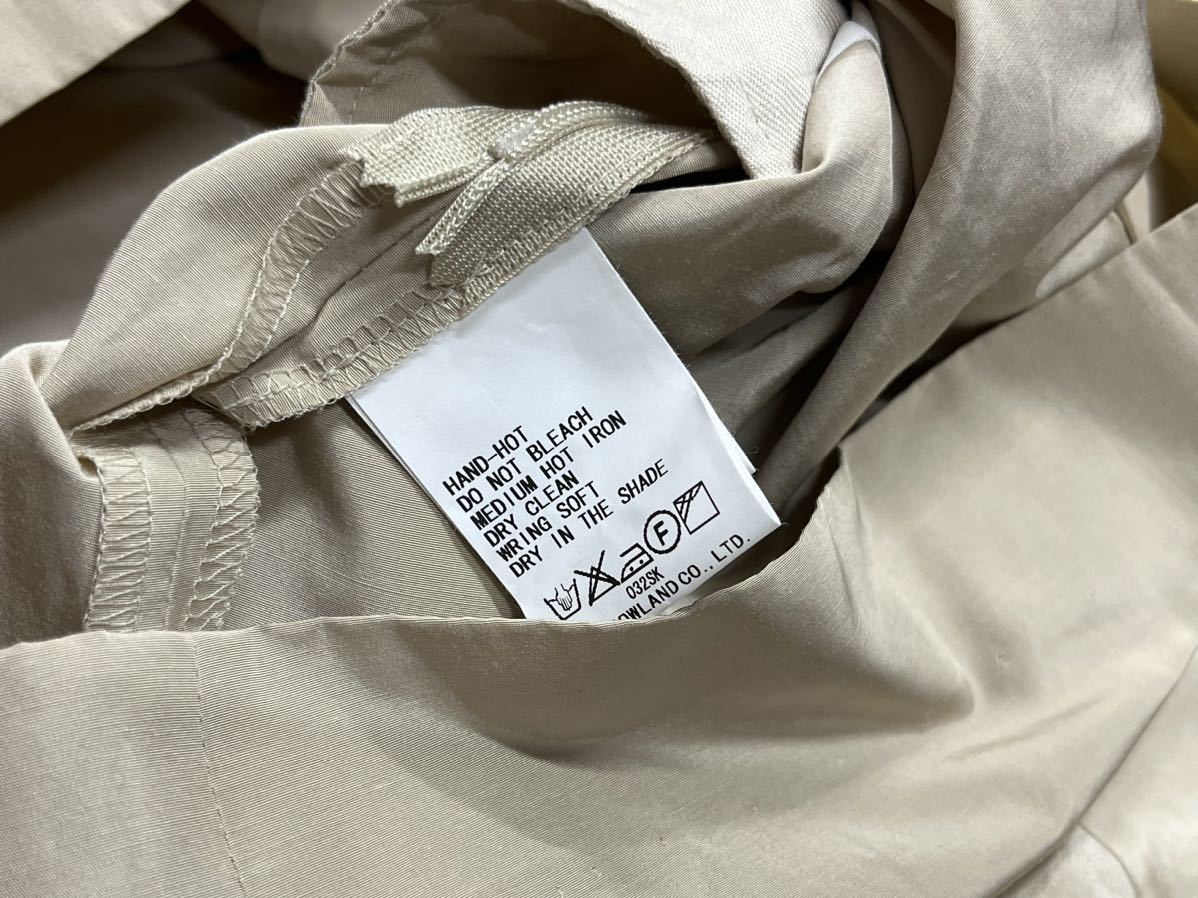 HAND-HOT
DO NOT BLEACH
MEDIUM HOT IRON
DRY CLEAN
WRING SOFT
DRY IN THE SHADE
F
032SK
CO.,LTD.